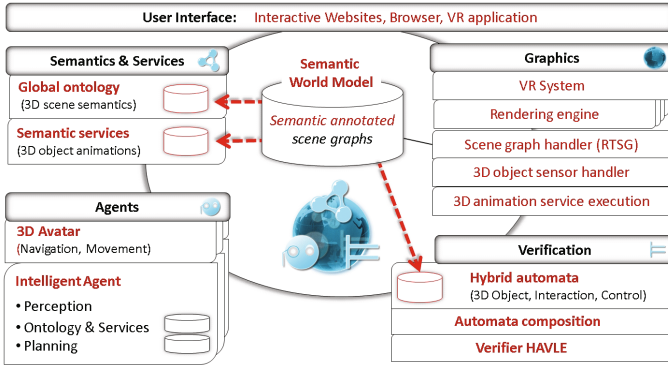 User Interface: Interactive Websites, Browser, VR application
Semantics & Services
Global ontology
(3D scene semantics)
Semantic services
(3D object animations)
Semantic
World Model
Semantic annotated
scene graphs
Graphics
VR System
Rendering engine
Scene graph handler (RTSG)
3D object sensor handler
3D animation service execution
Agents
3D Avatar
(Navigation, Movement)
Intelligent Agent
• Perception
• Ontology & Services
• Planning
Verification
Hybrid automata
(3D Object, Interaction, Control)
Automata composition
Verifier HAVLE